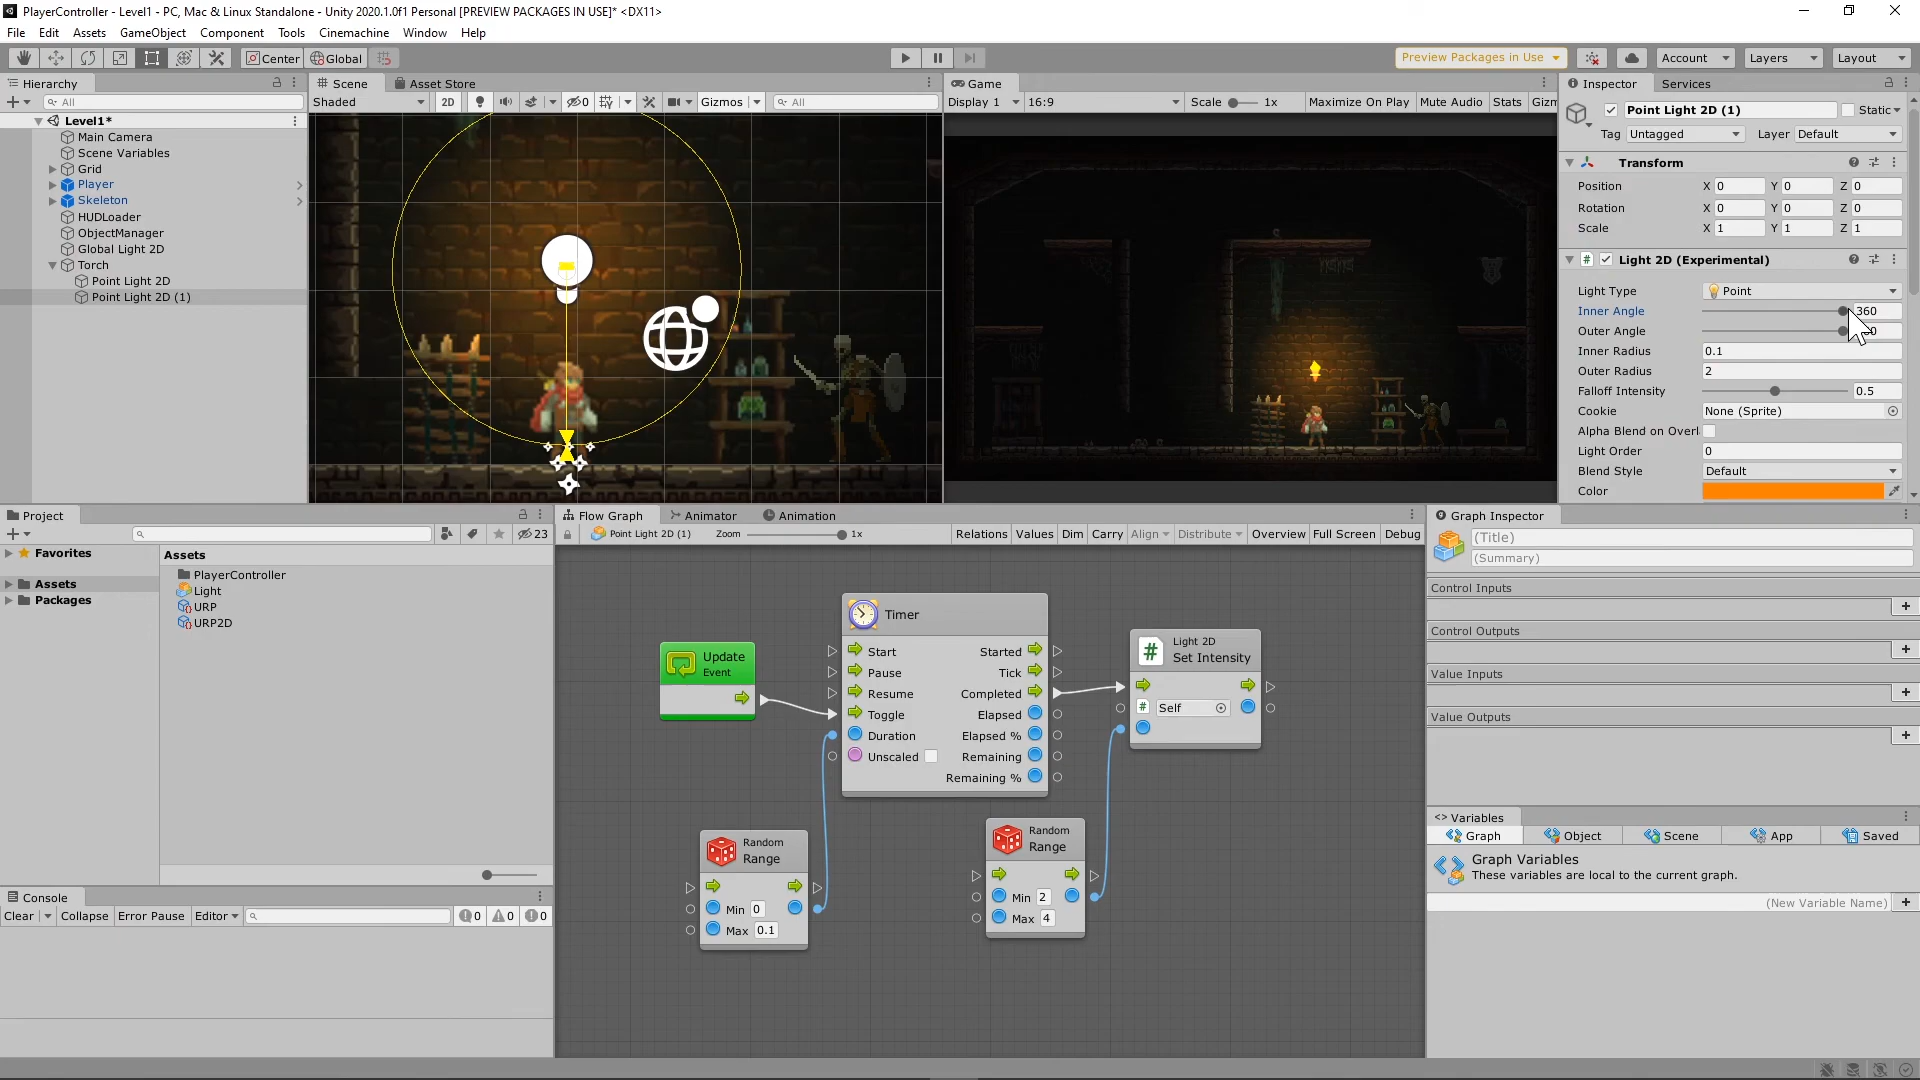 PlayerController - Level1 - PC, Mac & Linux Standalone - Unity 2020.1.0f1 Personal [PREVIEW PACKAGES IN USE]* <DX11>
File Edit Assets GameObject Component Tools Cinemachine Window Help
Center Global Preview Packages in Use Account Layers Layout
Hierarchy
All
Level1*
Main Camera
Scene Variables
Grid
Player
Skeleton
HUDLoader
ObjectManager
Global Light 2D
Torch
Point Light 2D
Point Light 2D (1)
Scene Asset Store
Shaded 2D 0 Gizmos All
Game
Display 1 16:9 Scale 1x Maximize On Play Mute Audio Stats Gizm
Inspector Services
Point Light 2D (1) Static
Tag Untagged Layer Default
Transform
Position X 0 Y 0 Z 0
Rotation X 0 Y 0 Z 0
Scale X 1 Y 1 Z 1
# Light 2D (Experimental)
Light Type Point
Inner Angle 360
Outer Angle
Inner Radius 0.1
Outer Radius 2
Falloff Intensity 0.5
Cookie None (Sprite)
Alpha Blend on Overl
Light Order 0
Blend Style Default
Color
Project
23
Favorites
Assets
Packages
Assets
PlayerController
Light
URP
URP2D
Console
Clear Collapse Error Pause Editor 0 0 0
Flow Graph Animator Animation
Point Light 2D (1) Zoom 1x Relations Values Dim Carry Align Distribute Overview Full Screen Debug
Update
Event
Timer
Start Started
Pause Tick
Resume Completed
Toggle Elapsed
Duration Elapsed %
Unscaled Remaining
Remaining %
Light 2D
# Set Intensity
# Self
Random
Range
Min 0
Max 0.1
Random
Range
Min 2
Max 4
Graph Inspector
(Title)
(Summary)
Control Inputs
Control Outputs
Value Inputs
Value Outputs
<> Variables
Graph Object Scene App Saved
Graph Variables
These variables are local to the current graph.
(New Variable Name)